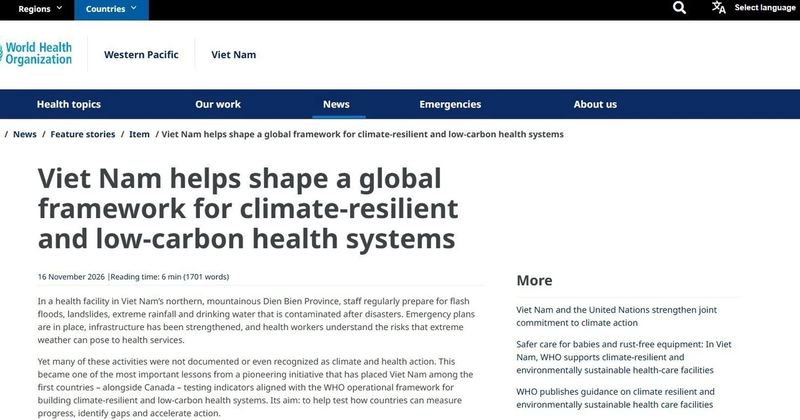 Regions
Countries
Select language
World Health
Organization
Western Pacific
Viet Nam
Health topics
Our work
News
Emergencies
About us
/ News / Feature stories / Item / Viet Nam helps shape a global framework for climate-resilient and low-carbon health systems
Viet Nam helps shape a global
framework for climate-resilient
and low-carbon health systems
16 November 2026 |Reading time: 6 min (1701 words)
In a health facility in Viet Nam's northern, mountainous Dien Bien Province, staff regularly prepare for flash
floods, landslides, extreme rainfall and drinking water that is contaminated after disasters. Emergency plans
are in place, infrastructure has been strengthened, and health workers understand the risks that extreme
weather can pose to health services.
Yet many of these activities were not documented or even recognized as climate and health action. This
became one of the most important lessons from a pioneering initiative that has placed Viet Nam among the
first countries – alongside Canada – testing indicators aligned with the WHO operational framework for
building climate-resilient and low-carbon health systems. Its aim: to help test how countries can measure
progress, identify gaps and accelerate action.
More
Viet Nam and the United Nations strengthen joint
commitment to climate action
Safer care for babies and rust-free equipment: In Viet
Nam, WHO supports climate-resilient and
environmentally sustainable health-care facilities
WHO publishes guidance on climate resilient and
environmentally sustainable health care facilities